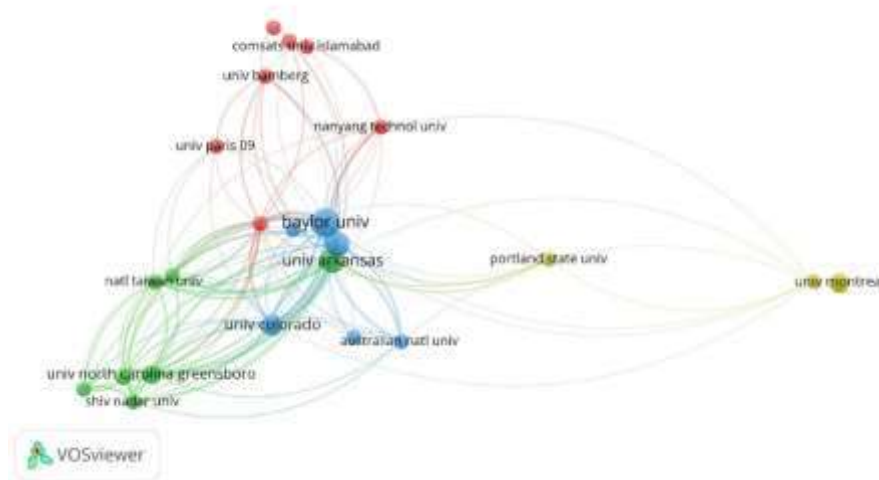 comsats univ islamabad
univ bamberg
nanyang technol univ
univ paris 09
baylor univ
univ arkansas
portland state univ
natl taiwan univ
univ montrea
univ colorado
australian natl univ
univ north carolina greensboro
shiv nadar univ
VOSviewer